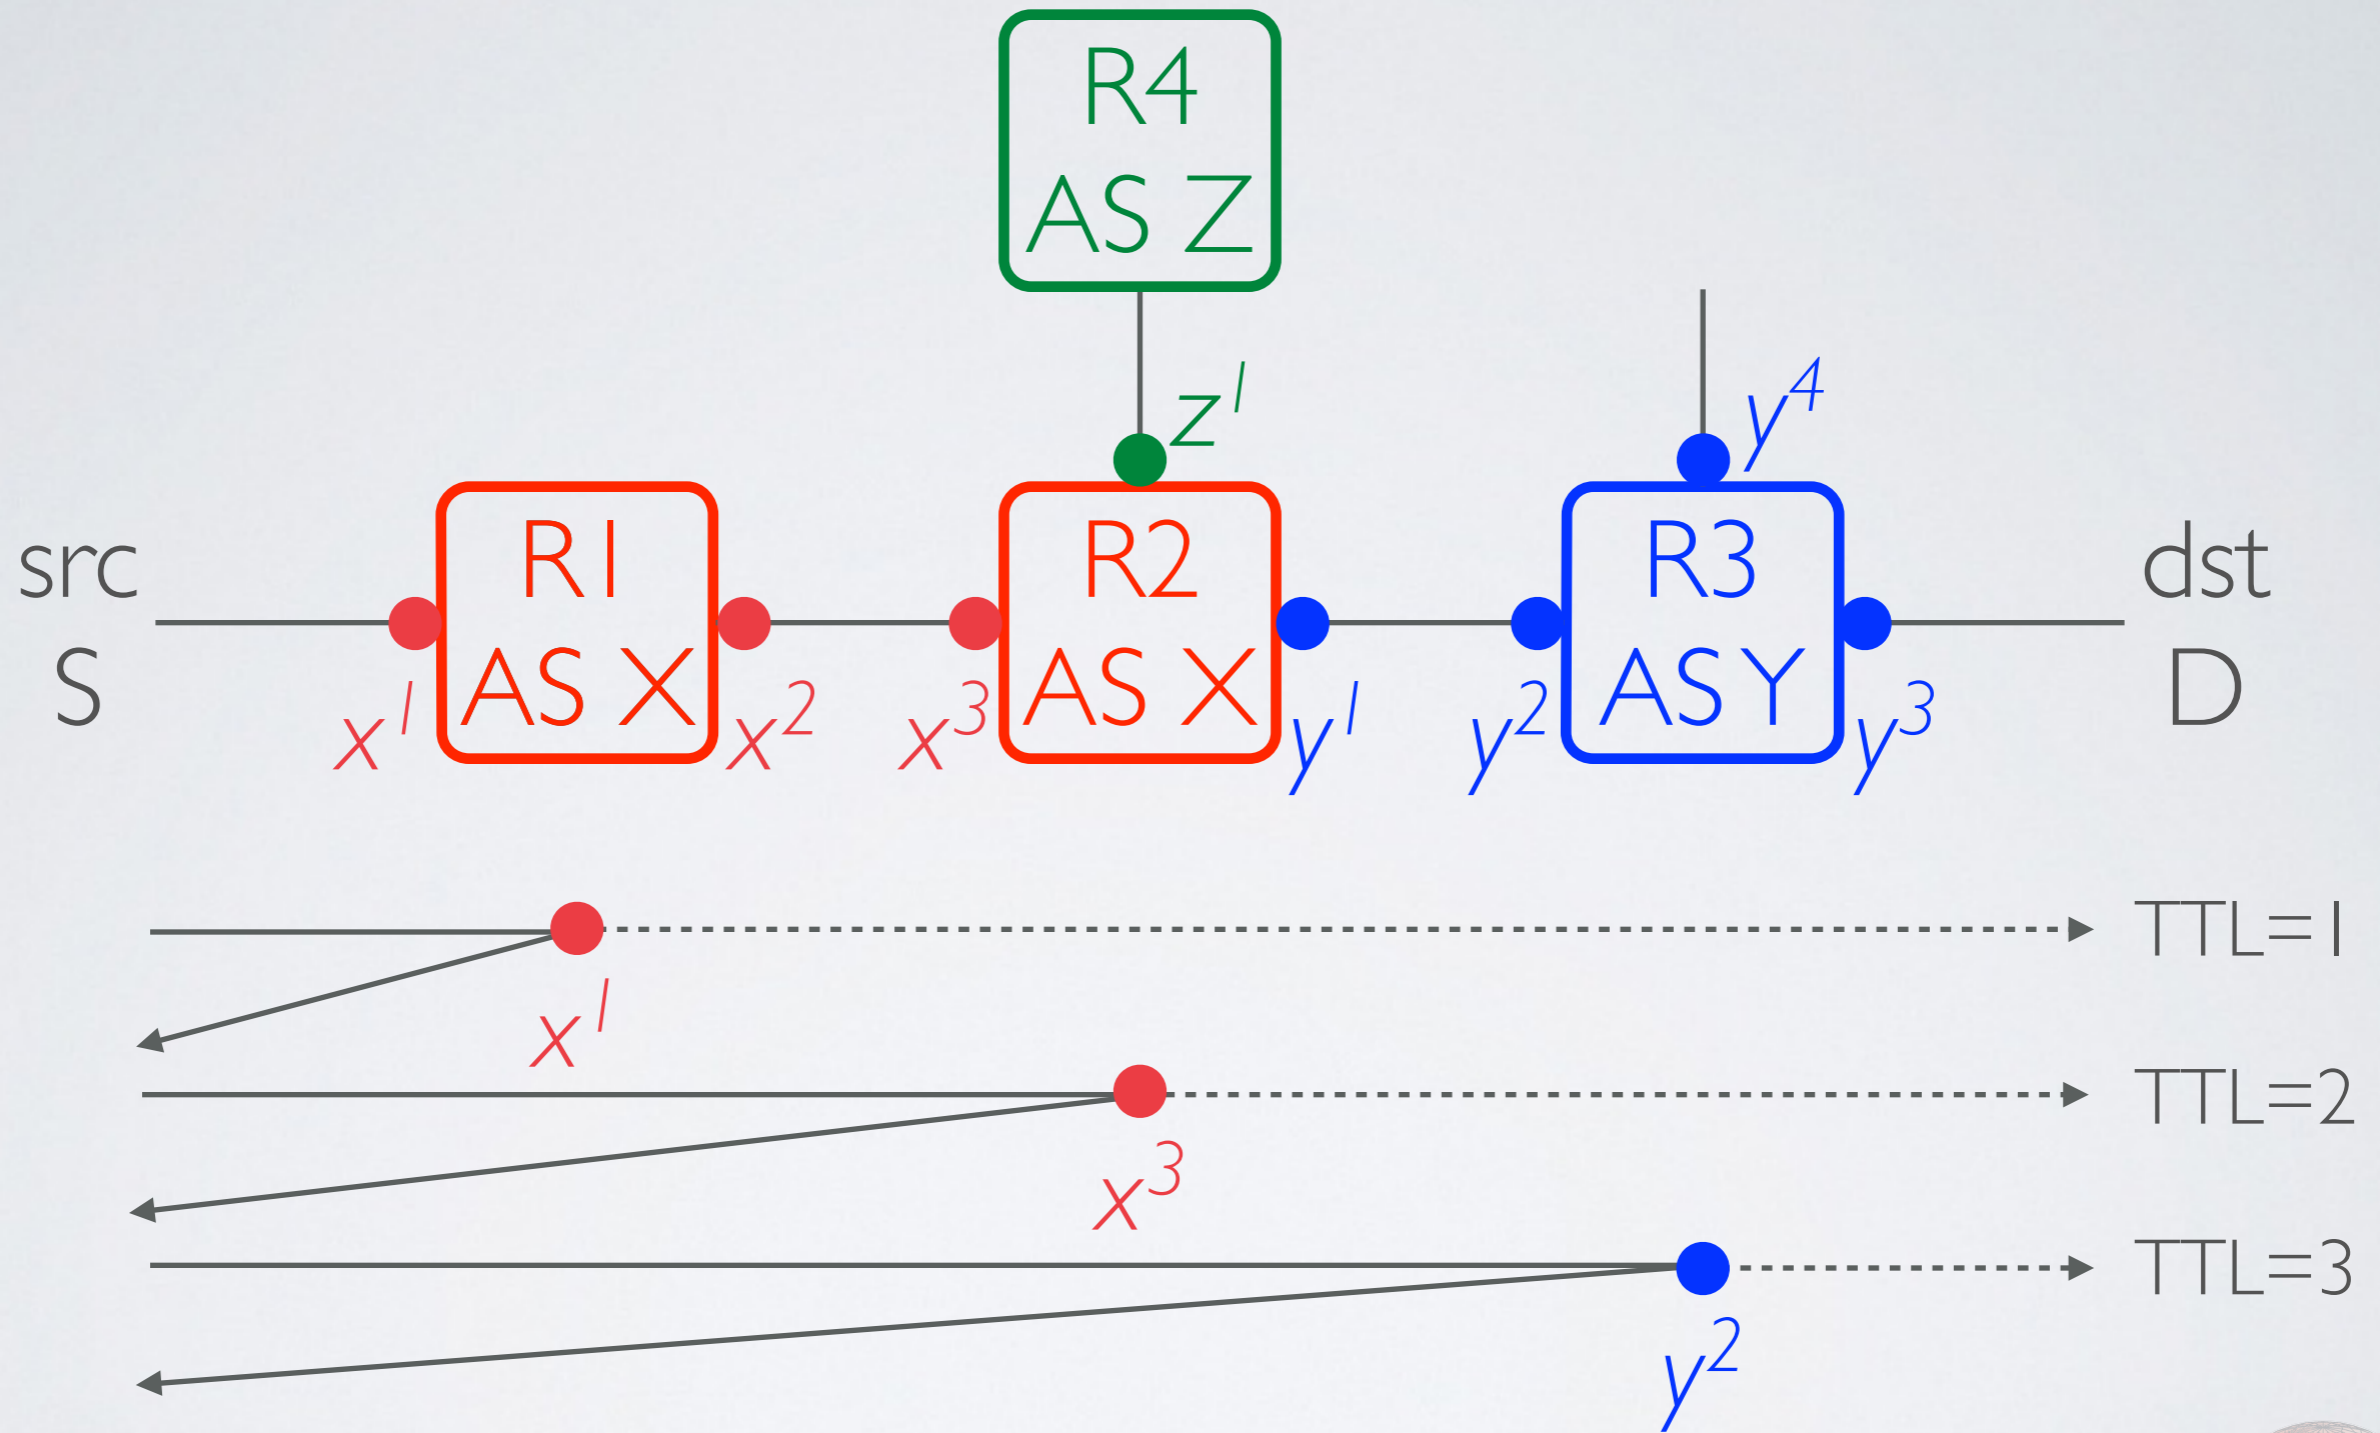 R4
AS Z
z¹
y⁴
src
S
R1
AS X
R2
AS X
R3
AS Y
dst
D
x¹
x²
x³
y¹
y²
y³
TTL=1
x¹
TTL=2
x³
TTL=3
y²